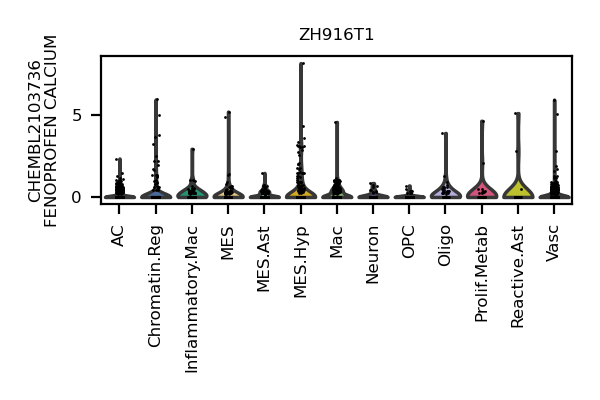 ZH916T1
CHEMBL2103736
FENOPROFEN CALCIUM
5
0
AC
Chromatin.Reg
Inflammatory.Mac
MES
MES.Ast
MES.Hyp
Mac
Neuron
OPC
Oligo
Prolif.Metab
Reactive.Ast
Vasc